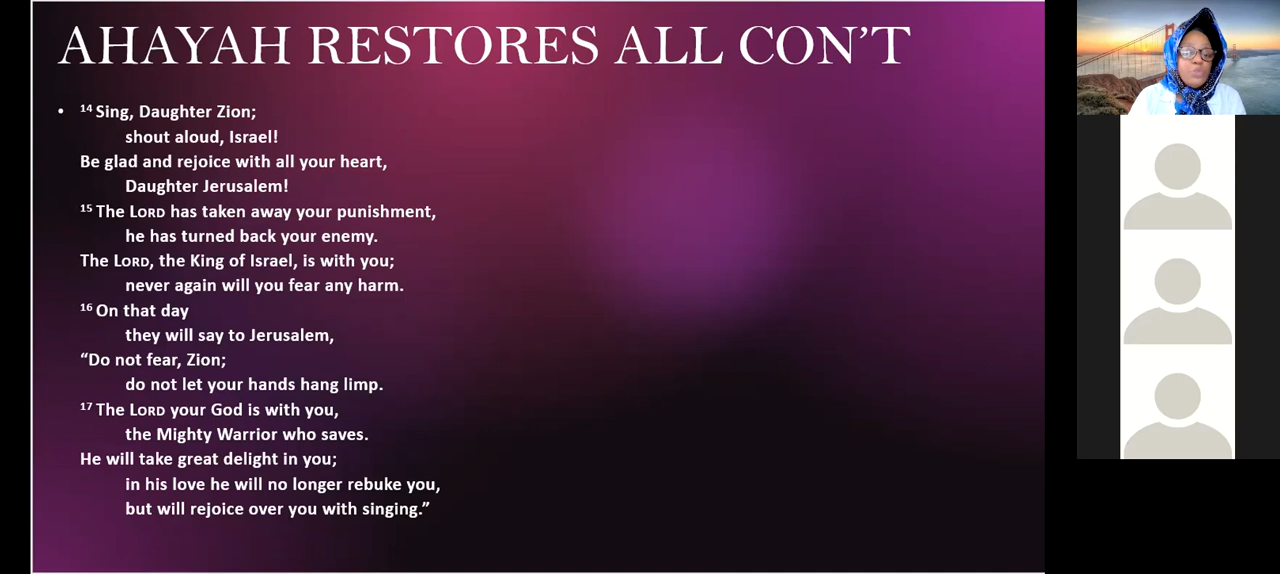 AHAYAH RESTORES ALL CON’T
• 14 Sing, Daughter Zion;
shout aloud, Israel!
Be glad and rejoice with all your heart,
Daughter Jerusalem!
15 The LORD has taken away your punishment,
he has turned back your enemy.
The LORD, the King of Israel, is with you;
never again will you fear any harm.
16 On that day
they will say to Jerusalem,
“Do not fear, Zion;
do not let your hands hang limp.
17 The LORD your God is with you,
the Mighty Warrior who saves.
He will take great delight in you;
in his love he will no longer rebuke you,
but will rejoice over you with singing.”